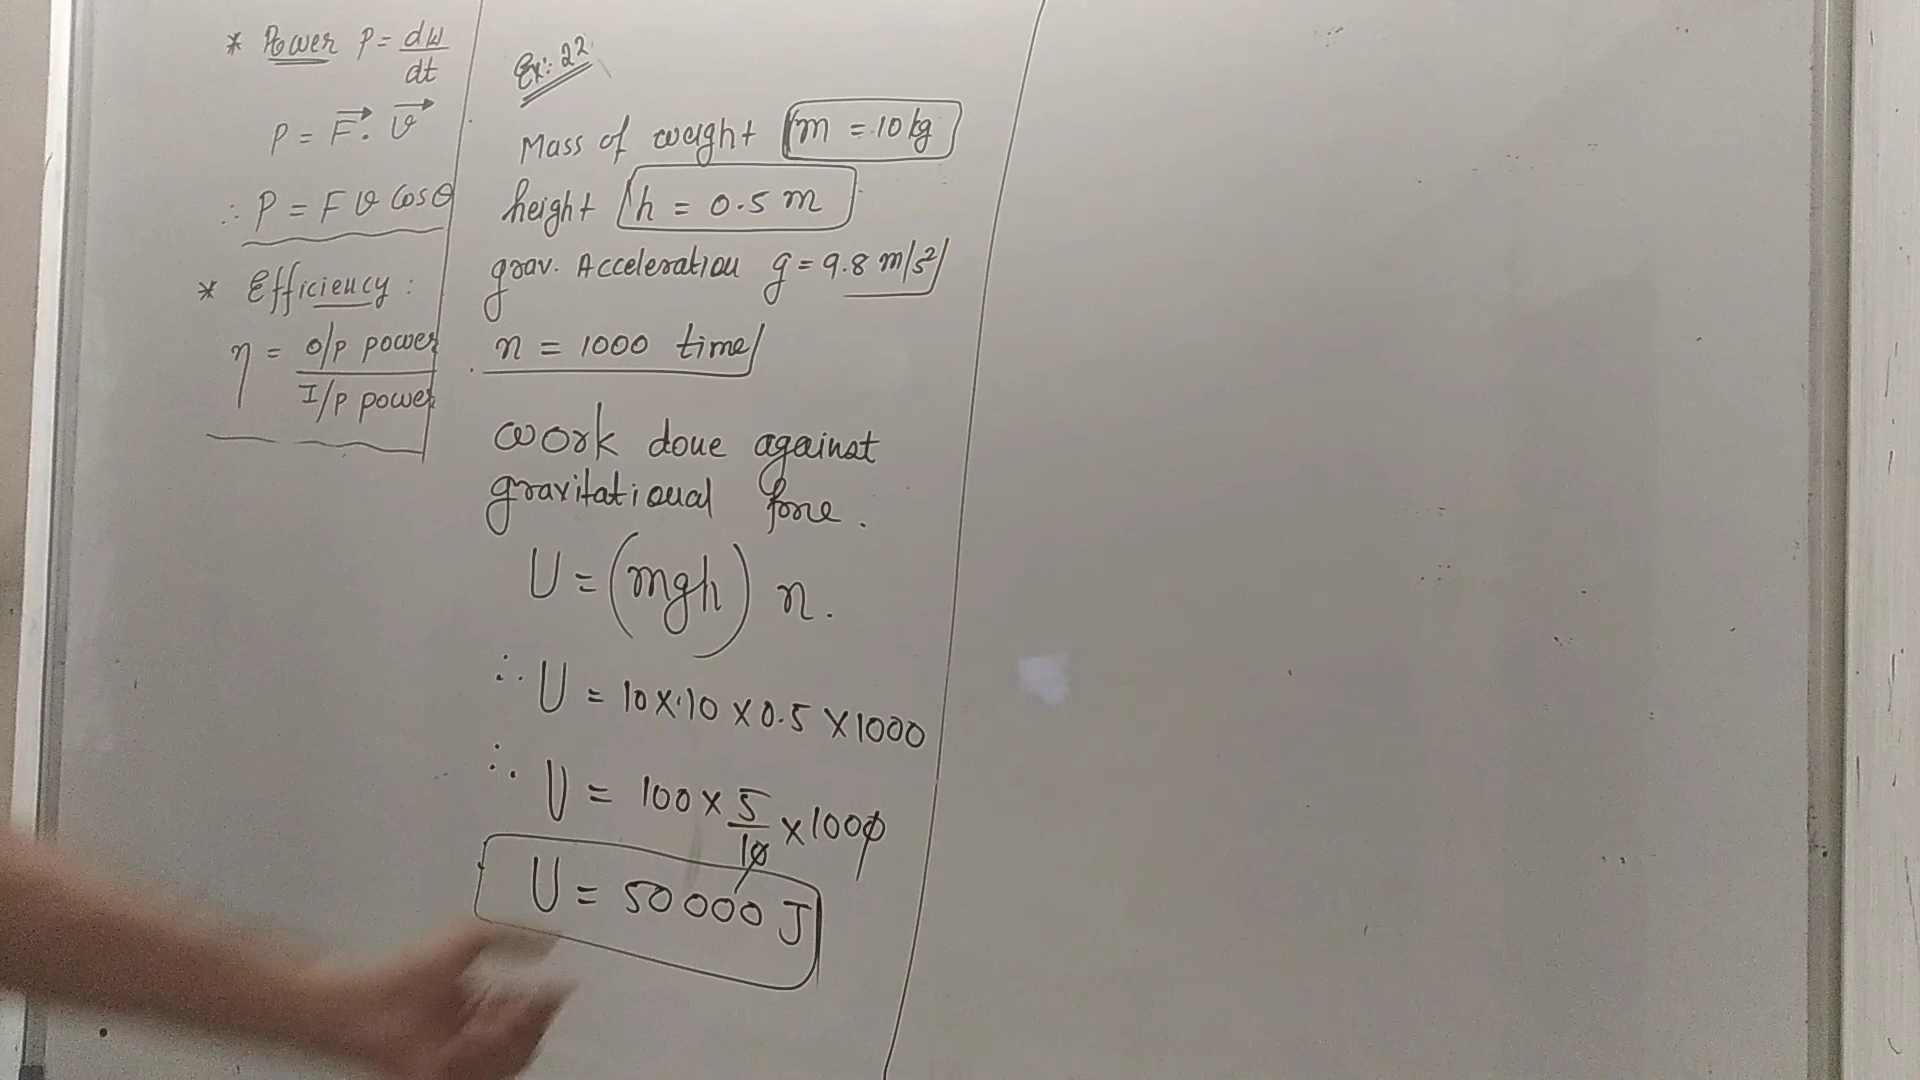 * Power P = dW/dt
P = F⃗ . v⃗
∴ P = F v Cosθ
* Efficiency :
η = O/P power / I/P power
Ex:- 22
Mass of weight m = 10 kg
height h = 0.5 m
grav. Acceleration g = 9.8 m/s²
n = 1000 time
work done against
gravitational force.
U = (mgh) n.
∴ U = 10 x 10 x 0.5 x 1000
∴ U = 100 x 5/10 x 1000
U = 50000 J